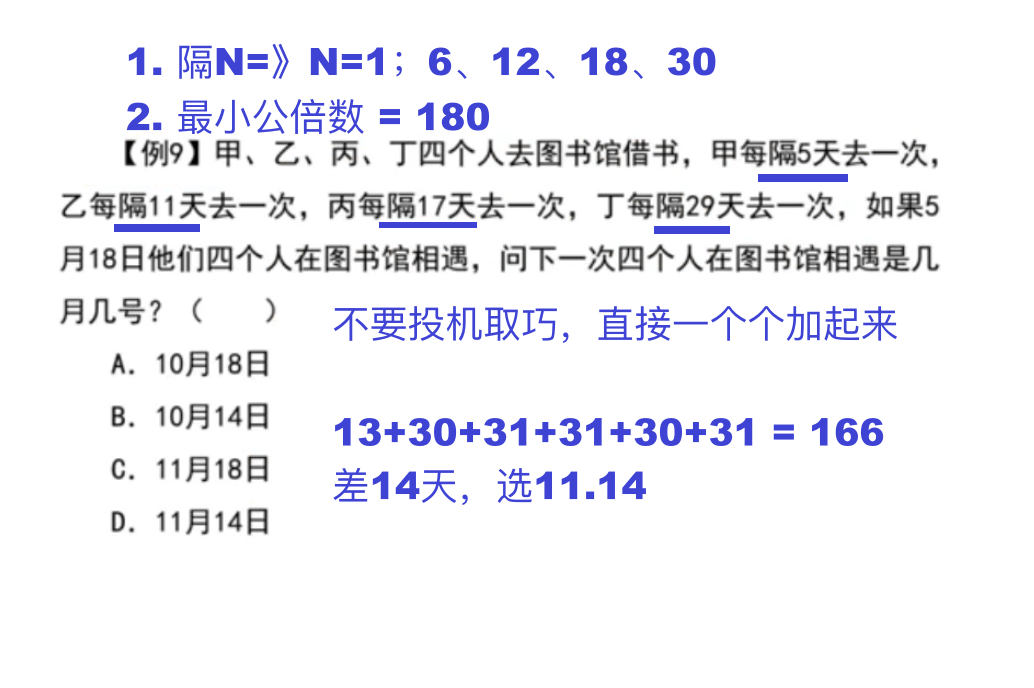 1. 隔N=》N=1；6、12、18、30
2. 最小公倍数 = 180
【例9】甲、乙、丙、丁四个人去图书馆借书，甲每隔5天去一次，
乙每隔11天去一次，丙每隔17天去一次，丁每隔29天去一次，如果5
月18日他们四个人在图书馆相遇，问下一次四个人在图书馆相遇是几
月几号？（　　）
不要投机取巧，直接一个个加起来
A. 10月18日
B. 10月14日
13+30+31+31+30+31 = 166
C. 11月18日
差14天，选11.14
D. 11月14日